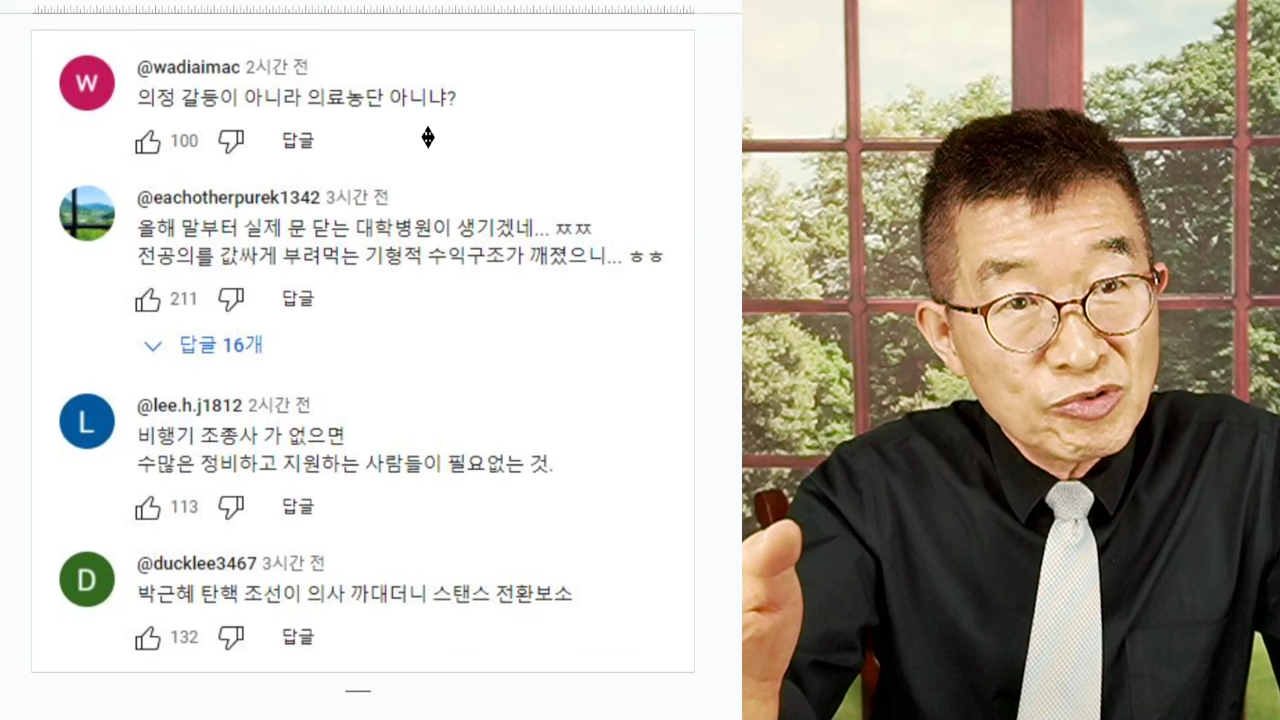 W
@wadiaimac 2시간 전
의정 갈등이 아니라 의료농단 아니냐?
100 답글
@eachotherpurek1342 3시간 전
올해 말부터 실제 문 닫는 대학병원이 생기겠네... ㅉㅉ
전공의를 값싸게 부려먹는 기형적 수익구조가 깨졌으니... ㅎㅎ
211 답글
답글 16개
L
@lee.h.j1812 2시간 전
비행기 조종사 가 없으면
수많은 정비하고 지원하는 사람들이 필요없는 것.
113 답글
D
@ducklee3467 3시간 전
박근혜 탄핵 조선이 의사 까대더니 스탠스 전환보소
132 답글